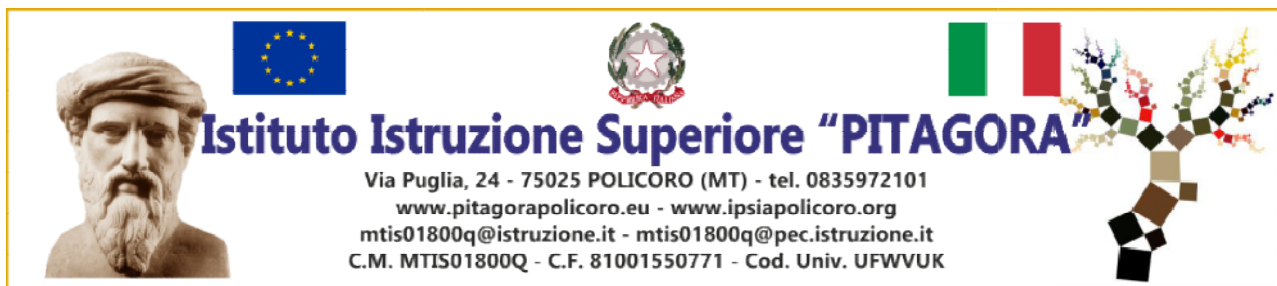 Istituto Istruzione Superiore “PITAGORA”
Via Puglia, 24 - 75025 POLICORO (MT) - tel. 0835972101
www.pitagorapolicoro.eu - www.ipsiapolicoro.org
mtis01800q@istruzione.it - mtis01800q@pec.istruzione.it
C.M. MTIS01800Q - C.F. 81001550771 - Cod. Univ. UFWVUK